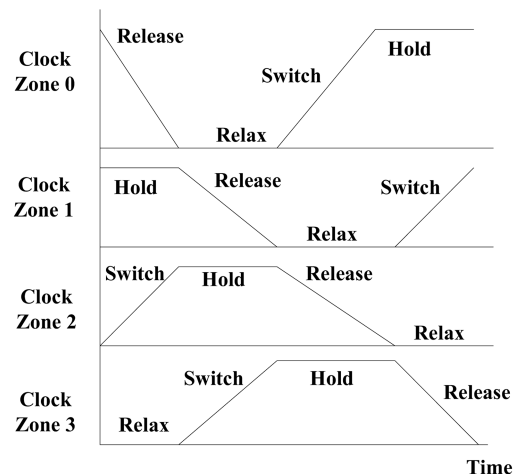 Clock
Zone 0
Release
Relax
Switch
Hold
Clock
Zone 1
Hold
Release
Relax
Switch
Clock
Zone 2
Switch
Hold
Release
Relax
Clock
Zone 3
Relax
Switch
Hold
Release
Time